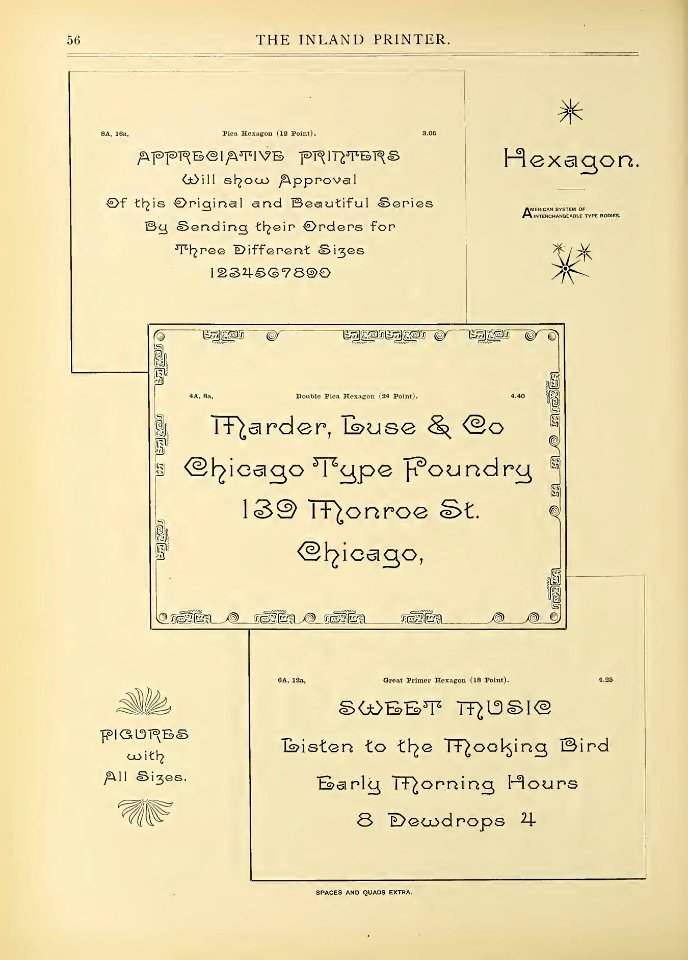 56
THE INLAND PRINTER.
6A, 16a,
Pica Hexagon (12 Point).
3.05
APPRECIATIVE PRINTERS
Will show Approval
Of this Original and Beautiful Series
By Sending their Orders for
Three Different Sizes
1234567890
Hexagon.
AMERICAN SYSTEM OF
INTERCHANGEABLE TYPE BODIES.
4A, 8a,
Double Pica Hexagon (24 Point).
4.40
Marder, Luse & Co
Chicago Type Foundry
139 Monroe St.
Chicago,
6A, 12a,
Great Primer Hexagon (18 Point).
4.25
SWEET MUSIC
Listen to the Mocking Bird
Early Morning Hours
8 Dewdrops 4
FIGURES
with
All Sizes.
SPACES AND QUADS EXTRA.